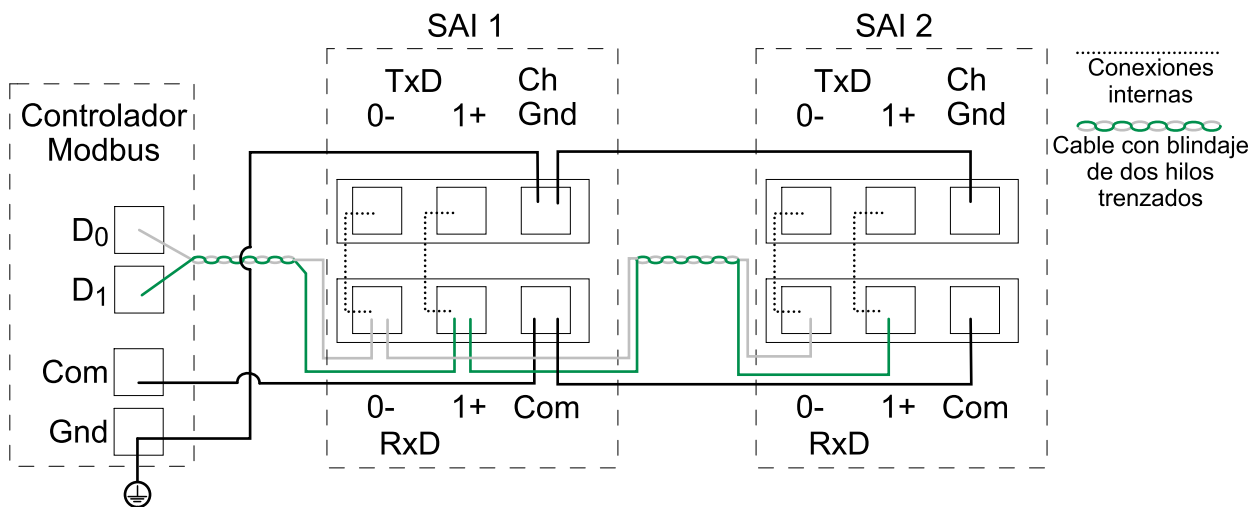 SAI 1
SAI 2
Controlador
Modbus
D0
D1
Com
Gnd
TxD
Ch
0- 1+ Gnd
0- 1+ Com
RxD
TxD
Ch
0- 1+ Gnd
0- 1+ Com
RxD
Conexiones
internas
Cable con blindaje
de dos hilos
trenzados